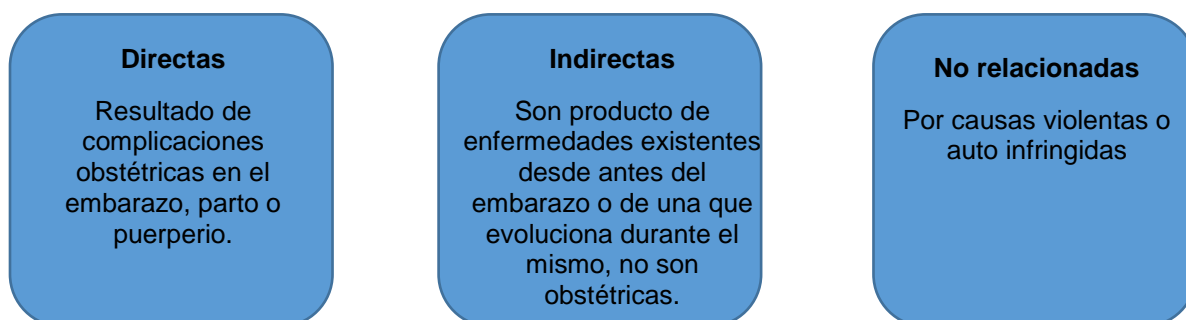 Directas
Resultado de
complicaciones
obstétricas en el
embarazo, parto o
puerperio.
Indirectas
Son producto de
enfermedades existentes
desde antes del
embarazo o de una que
evoluciona durante el
mismo, no son
obstétricas.
No relacionadas
Por causas violentas o
auto infringidas